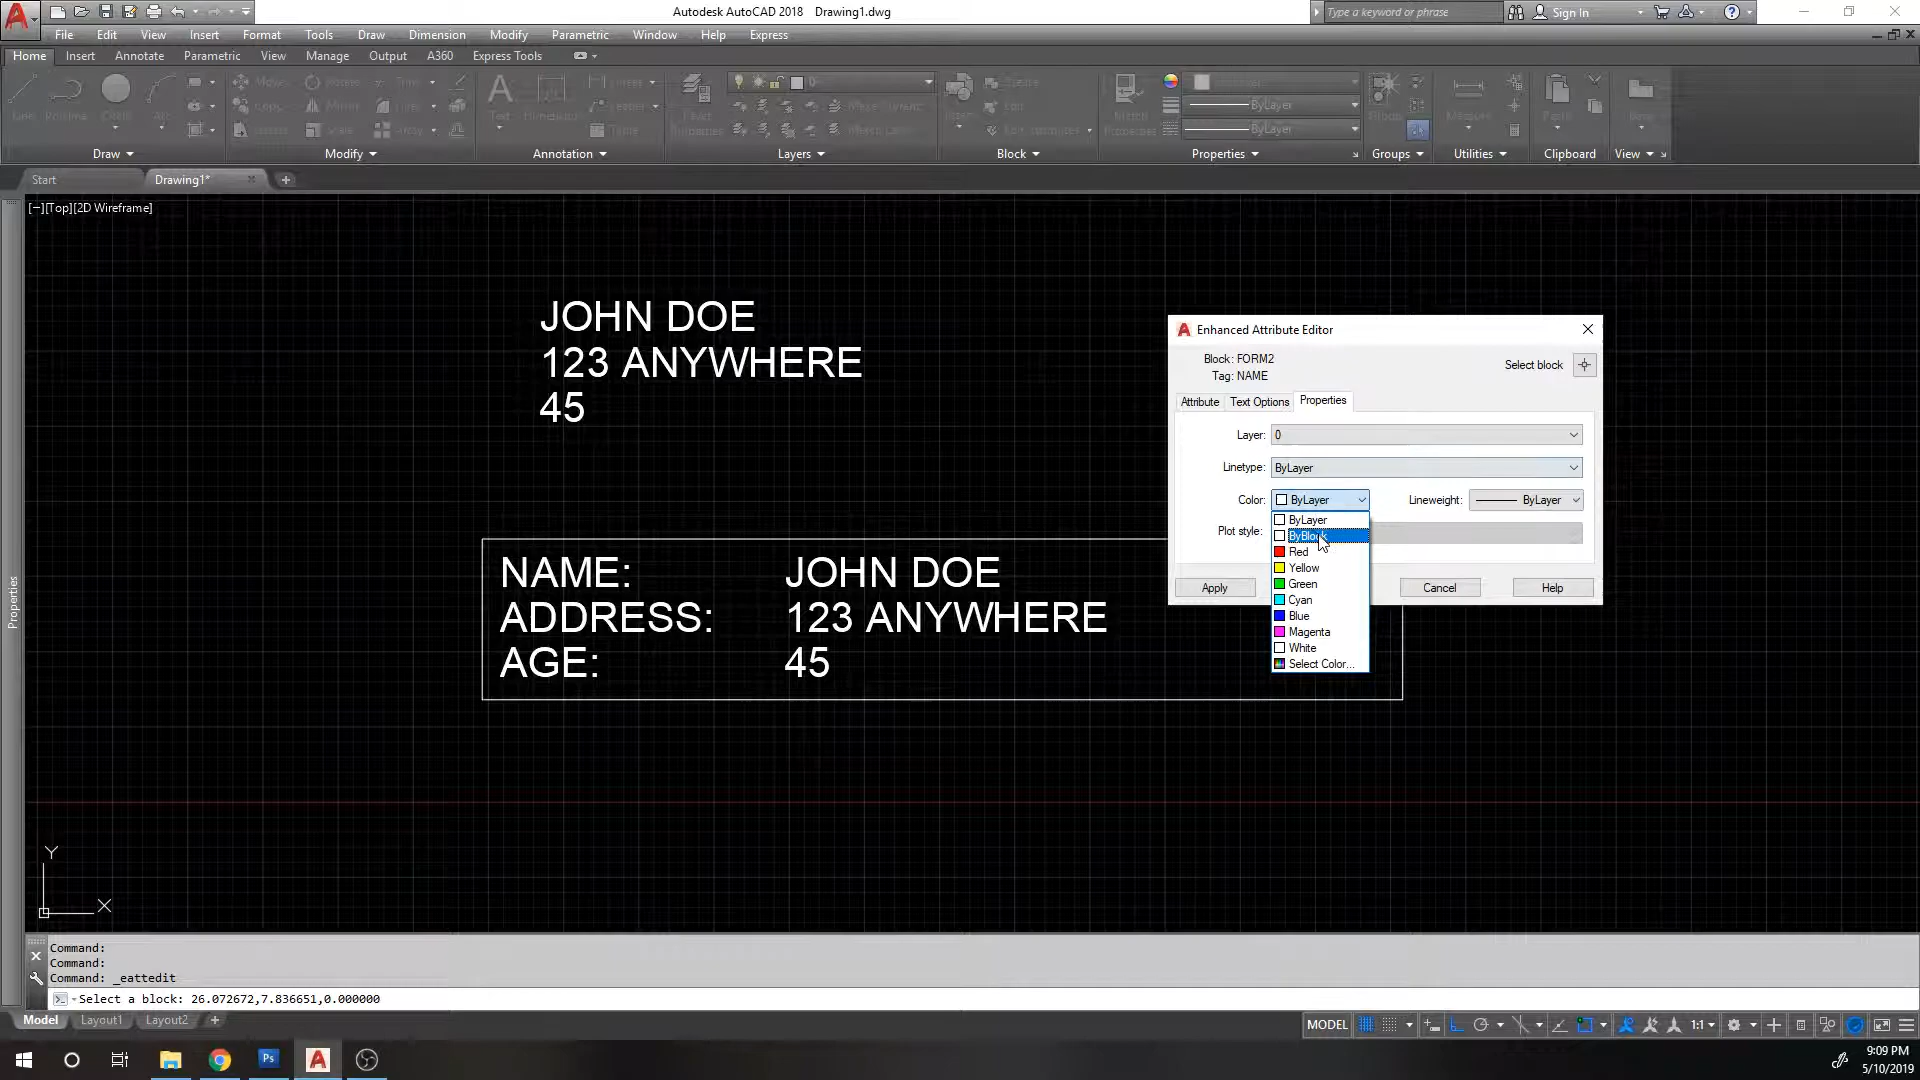 Autodesk AutoCAD 2018 Drawing1.dwg
Type a keyword or phrase
Sign In
File Edit View Insert Format Tools Draw Dimension Modify Parametric Window Help Express
Home Insert Annotate Parametric View Manage Output A360 Express Tools
0
ByLayer
ByLayer
Draw Modify Annotation Layers Block Properties Groups Utilities Clipboard View
Start Drawing1*
[−][Top][2D Wireframe]
JOHN DOE
123 ANYWHERE
45
Enhanced Attribute Editor
Block: FORM2
Tag: NAME
Select block
Attribute Text Options Properties
Layer: 0
Linetype: ByLayer
Color: ByLayer Lineweight: ByLayer
Plot style:
ByLayer
ByBlock
Red
Yellow
Green
Cyan
Blue
Magenta
White
Select Color...
Apply Cancel Help
NAME: JOHN DOE
ADDRESS: 123 ANYWHERE
AGE: 45
Properties
Y
X
Command:
Command:
Command: _eattedit
Select a block: 26.072672,7.836651,0.000000
Model Layout1 Layout2
MODEL 1:1
Ps
9:09 PM
5/10/2019